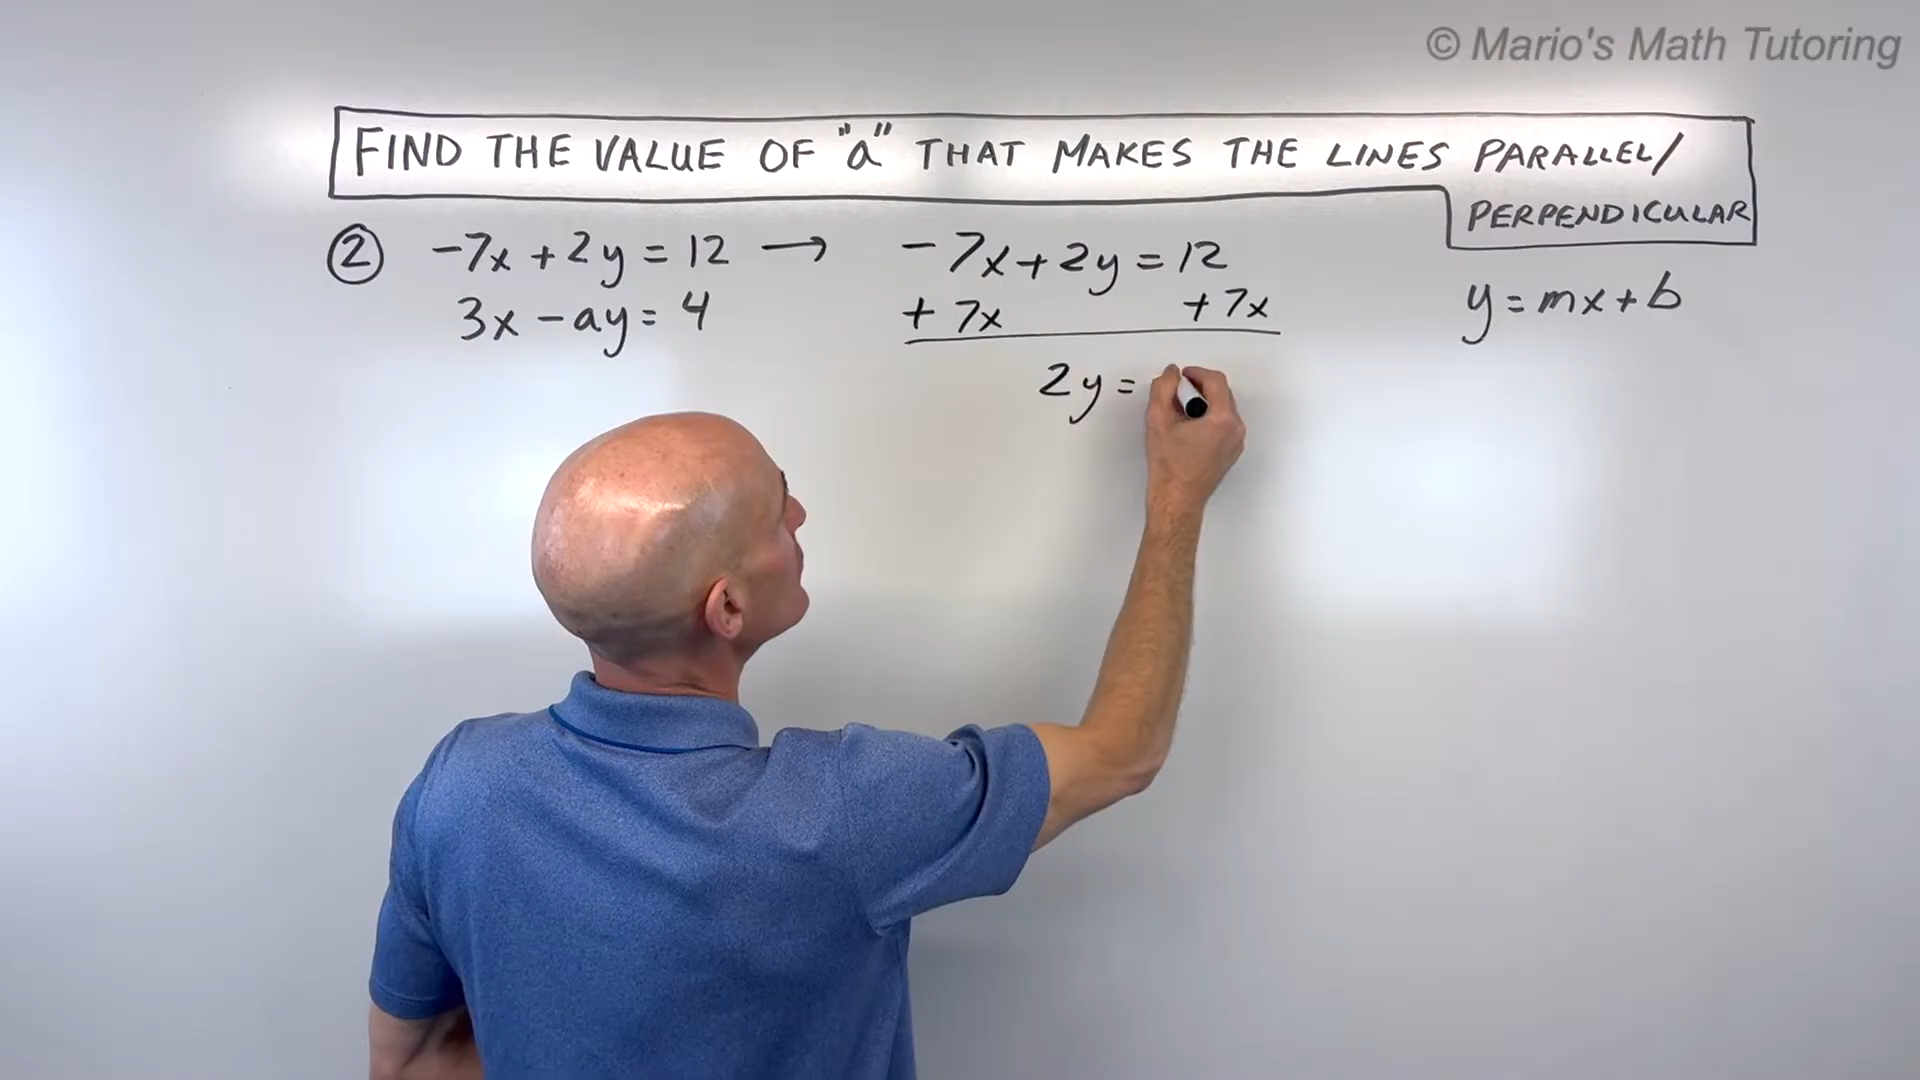 © Mario's Math Tutoring
FIND THE VALUE OF "a" THAT MAKES THE LINES PARALLEL/
PERPENDICULAR
② -7x + 2y = 12 → -7x + 2y = 12
3x - ay = 4 + 7x + 7x
y = mx + b
2y =